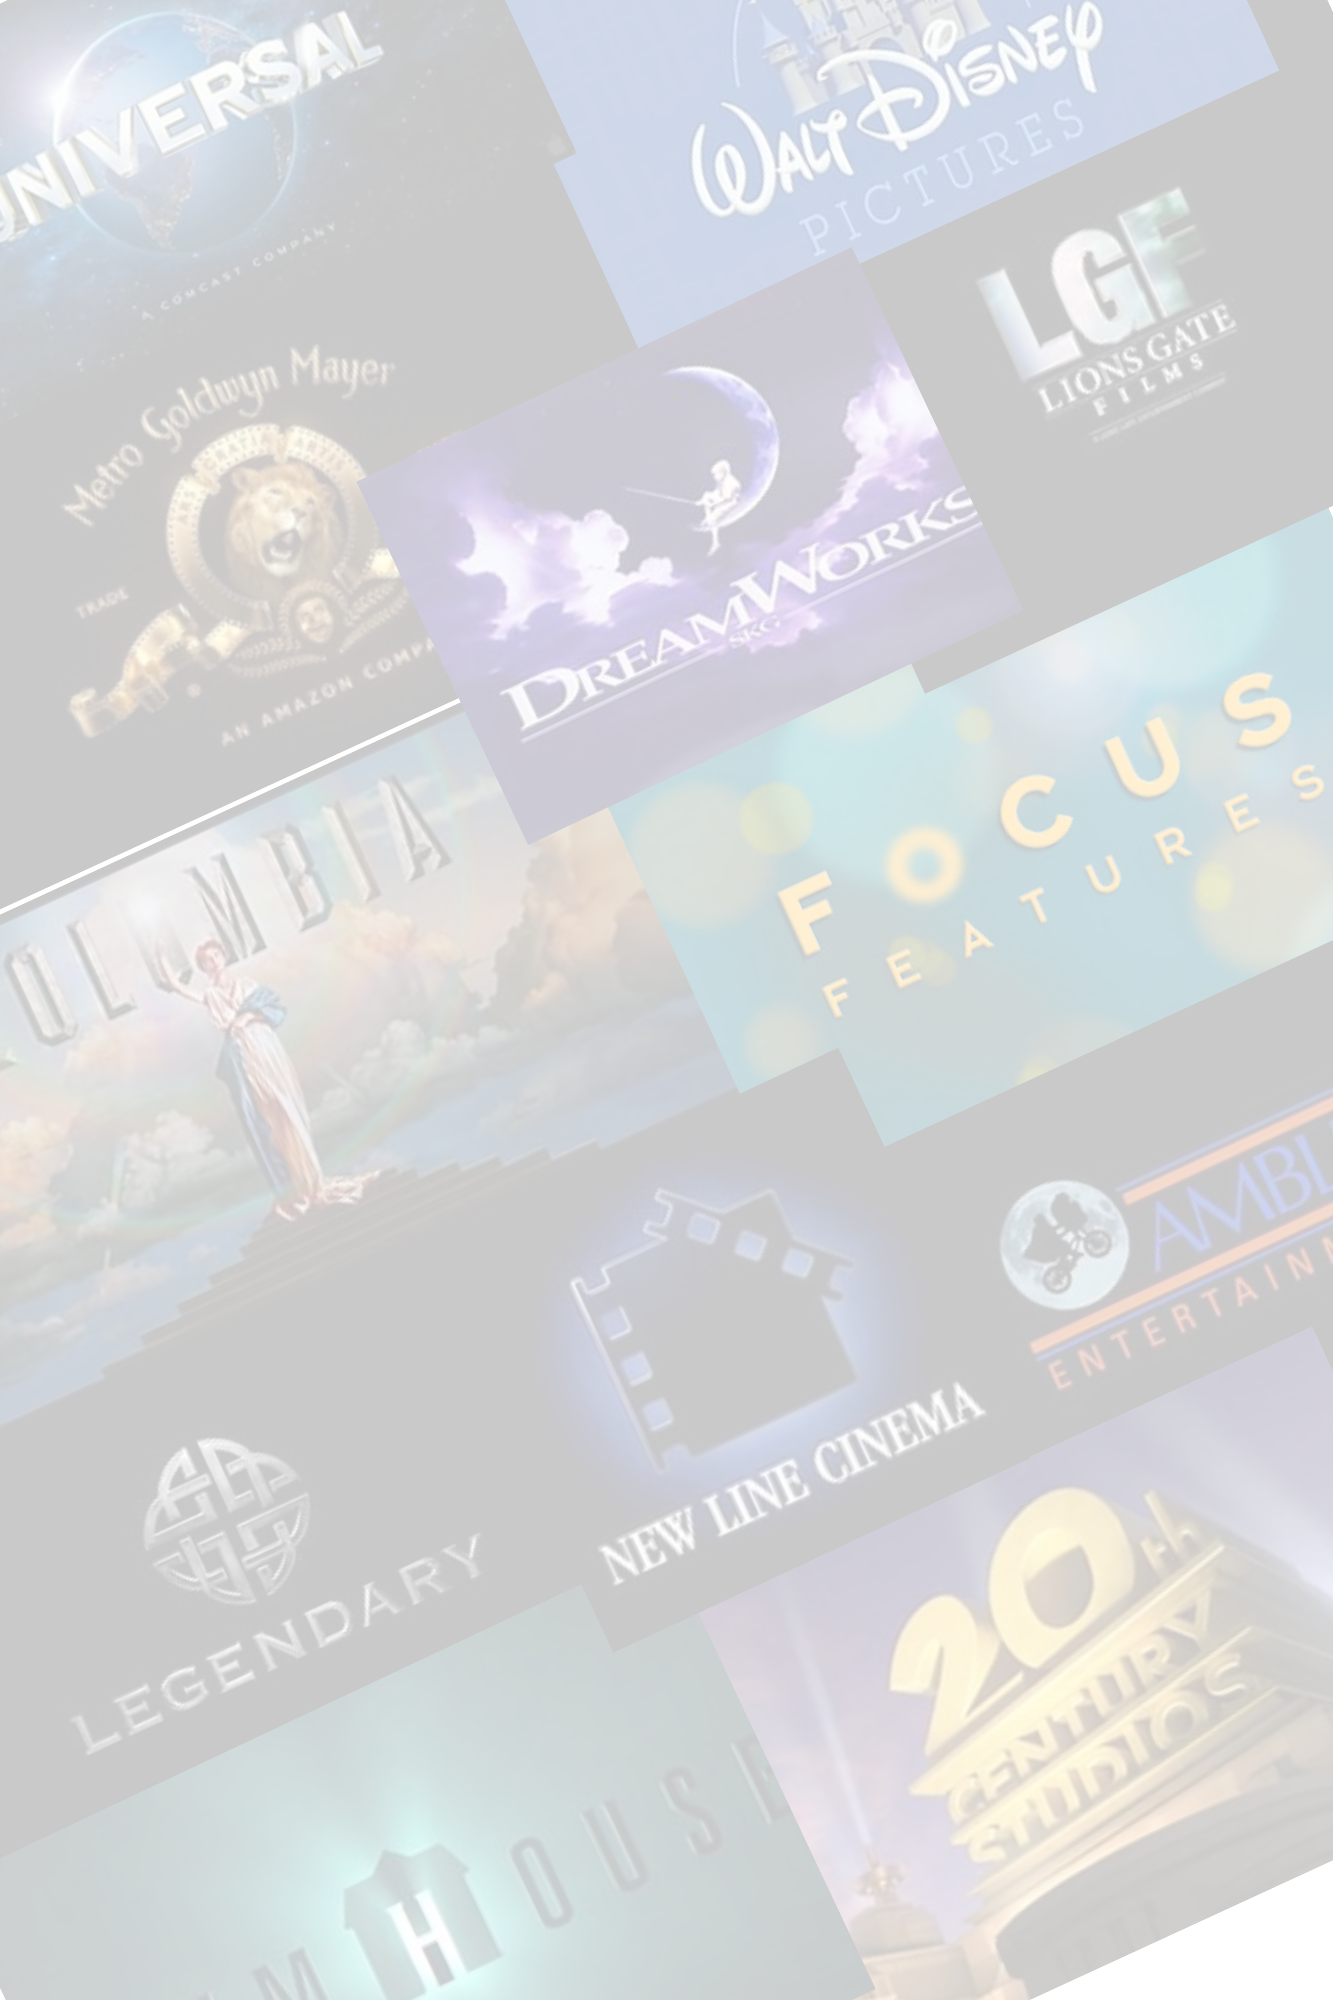 UNIVERSAL
A COMCAST COMPANY
WALT DISNEY
PICTURES
LGF
LIONS GATE
FILMS
Metro Goldwyn Mayer
TRADE
AN AMAZON COMPA
DREAMWORKS
SKG
FOCUS
FEATURES
OLUMBIA
AMBL
ENTERTAIN
NEW LINE CINEMA
LEGENDARY
20th
CENTURY
STUDIOS
M HOUSE